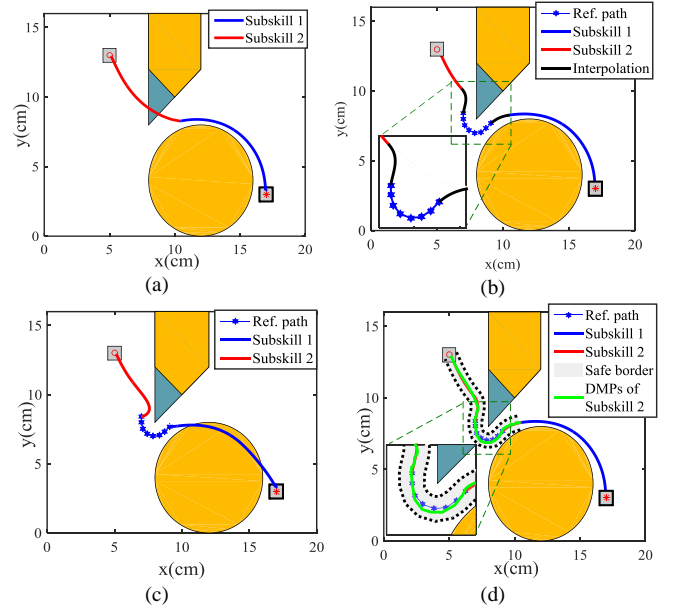 15
10
5
0
y(cm)
0
5
10
15
20
x(cm)
Subskill 1
Subskill 2
(a)
15
10
5
0
y(cm)
0
5
10
15
20
x(cm)
Ref. path
Subskill 1
Subskill 2
Interpolation
(b)
15
10
5
0
y(cm)
0
5
10
15
20
x(cm)
Ref. path
Subskill 1
Subskill 2
(c)
15
10
5
0
y(cm)
0
5
10
15
20
x(cm)
Ref. path
Subskill 1
Subskill 2
Safe border
DMPs of
Subskill 2
(d)